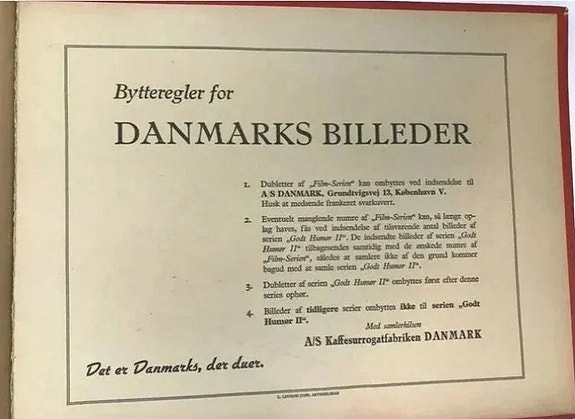 Bytteregler for
DANMARKS BILLEDER
1. Dubletter af „Film-Serien“ kan ombyttes ved indsendelse til
A/S DANMARK, Grundtvigsvej 13, København V.
Husk at medsende frankeret svarkuvert.
2. Eventuelt manglende numre af „Film-Serien“ kan, så længe op-
lag haves, fås ved indsendelse af tilsvarende antal billeder af
serien „Godt Humør II“. De indsendte billeder af serien „Godt
Humør II“ tilbagesendes samtidig med de ønskede numre af
„Film-Serien“, således at samlere ikke af den grund kommer
bagud med at samle serien „Godt Humør II“.
3. Dubletter af serien „Godt Humør II“ ombyttes først efter denne
series ophør.
4. Billeder af tidligere serier ombyttes ikke til serien „Godt
Humør II“.
Med samlerhilsen
A/S Kaffesurrogatfabriken DANMARK
Det er Danmarks, der duer.
L. LEVISON JUNR. AKTIESELSKAB